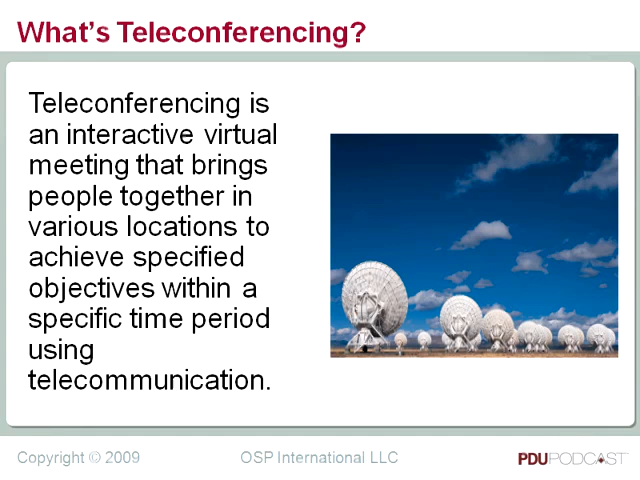 What's Teleconferencing?
Teleconferencing is
an interactive virtual
meeting that brings
people together in
various locations to
achieve specified
objectives within a
specific time period
using
telecommunication.
Copyright © 2009
OSP International LLC
PDUPODCAST